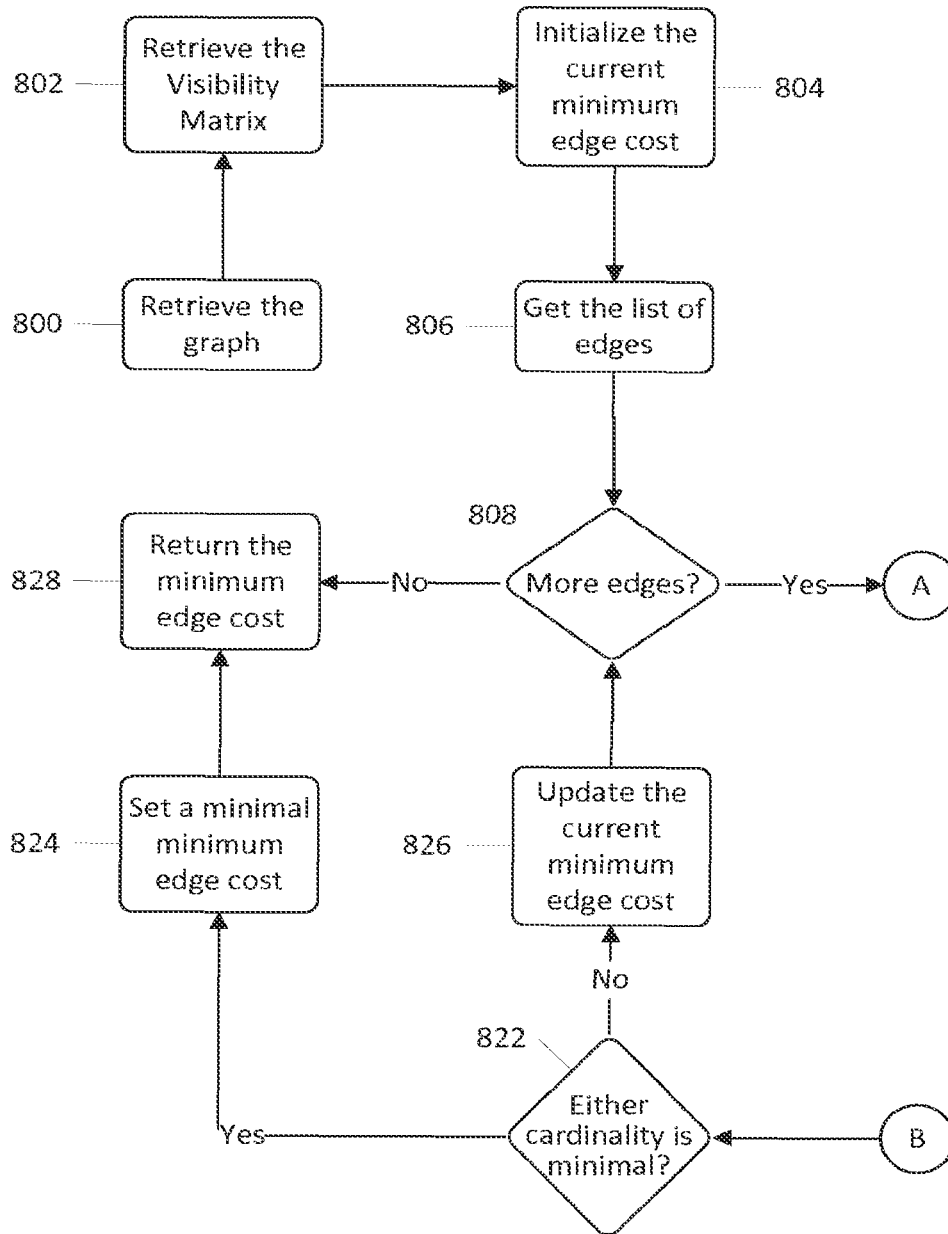 802
Retrieve the
Visibility
Matrix
Initialize the
current
minimum
edge cost
804
800
Retrieve the
graph
806
Get the list of
edges
808
828
Return the
minimum
edge cost
No
More edges?
Yes
A
824
Set a minimal
minimum
edge cost
826
Update the
current
minimum
edge cost
No
822
Yes
Either
cardinality is
minimal?
B